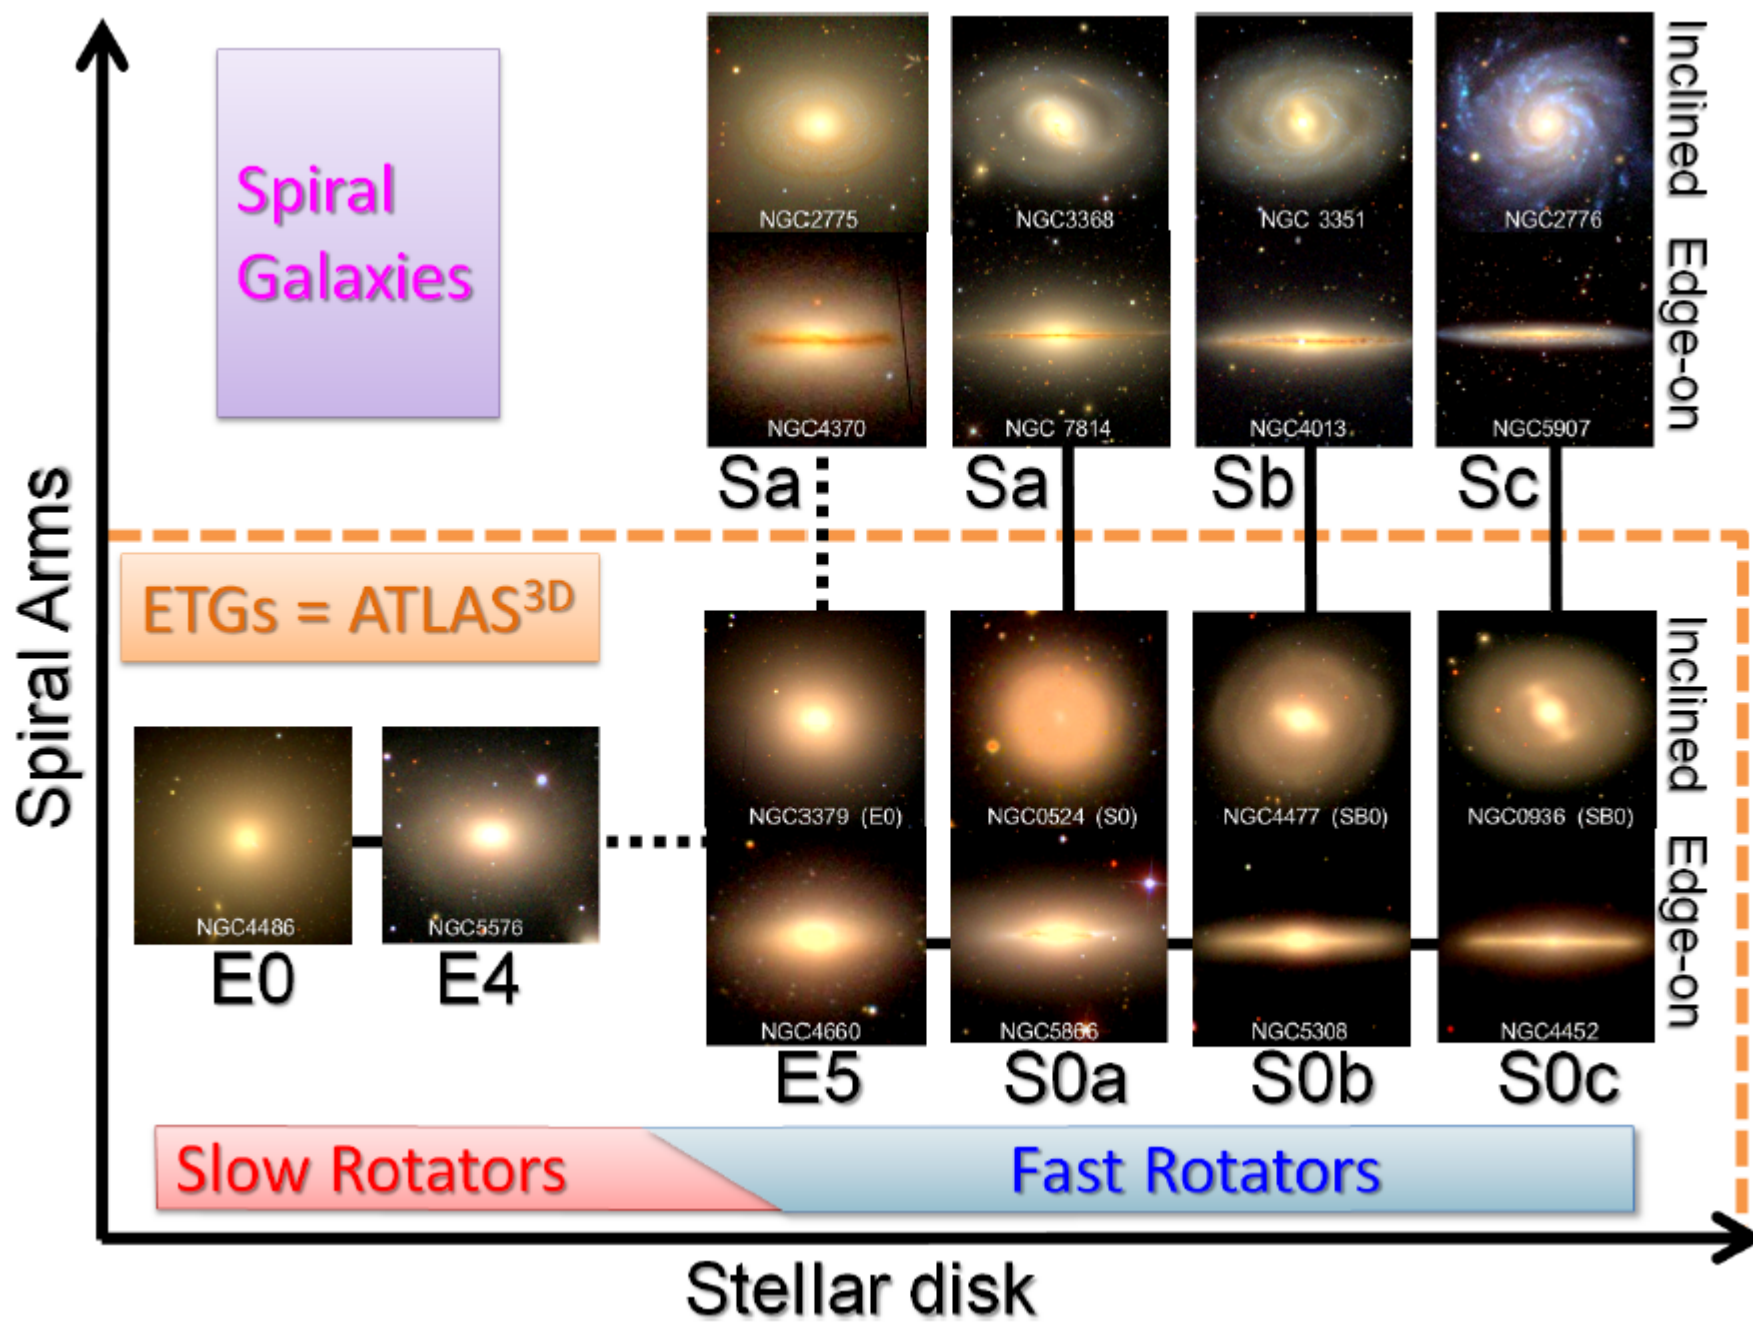 Spiral
Galaxies
NGC2775
NGC3368
NGC 3351
NGC2776
Inclined
NGC4370
NGC 7814
NGC4013
NGC5907
Edge-on
Sa
Sa
Sb
Sc
Spiral Arms
ETGs = ATLAS³ᴰ
NGC3379 (E0)
NGC0524 (S0)
NGC4477 (SB0)
NGC0936 (SB0)
Inclined
NGC4486
NGC5576
E0
E4
NGC4660
NGC5866
NGC5308
NGC4452
Edge-on
E5
S0a
S0b
S0c
Slow Rotators
Fast Rotators
Stellar disk